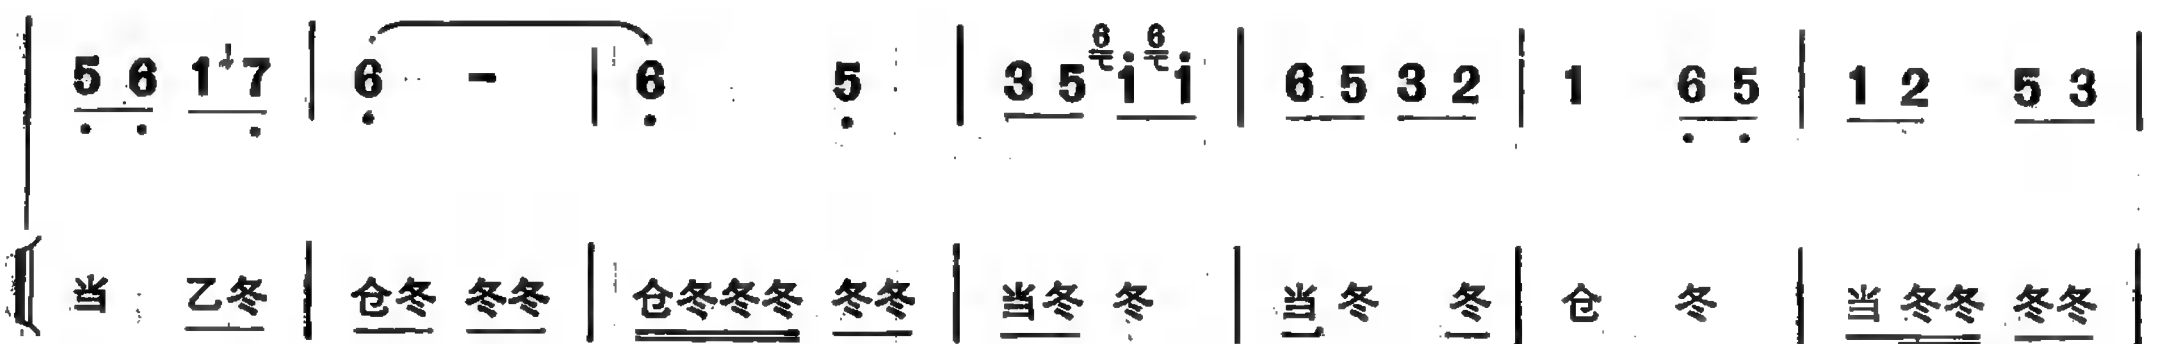 5 6 1 7 | 6 - | 6 5 | 3 5 6 i 6 i | 6 5 3 2 | 1 6 5 | 1 2 5 3 |
当 乙冬 | 仓冬 冬冬 | 仓冬冬冬 冬冬 | 当冬 冬 | 当 冬 冬 | 仓 冬 | 当 冬冬 冬冬 |